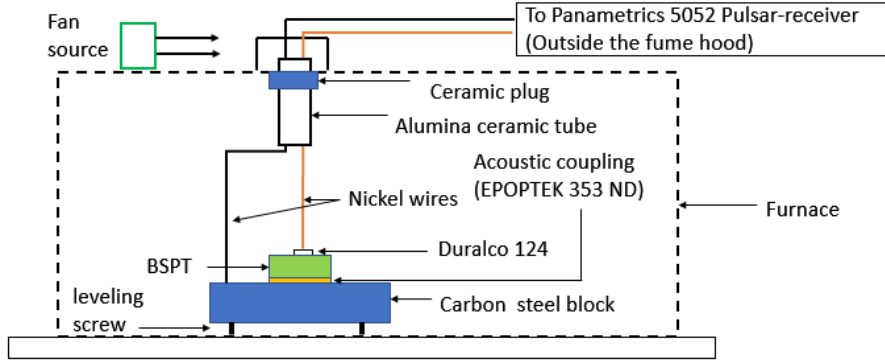 Fan
source
To Panametrics 5052 Pulsar-receiver
(Outside the fume hood)
Ceramic plug
Alumina ceramic tube
Acoustic coupling
(EPOPTEK 353 ND)
Nickel wires
Furnace
Duralco 124
BSPT
Carbon steel block
leveling
screw